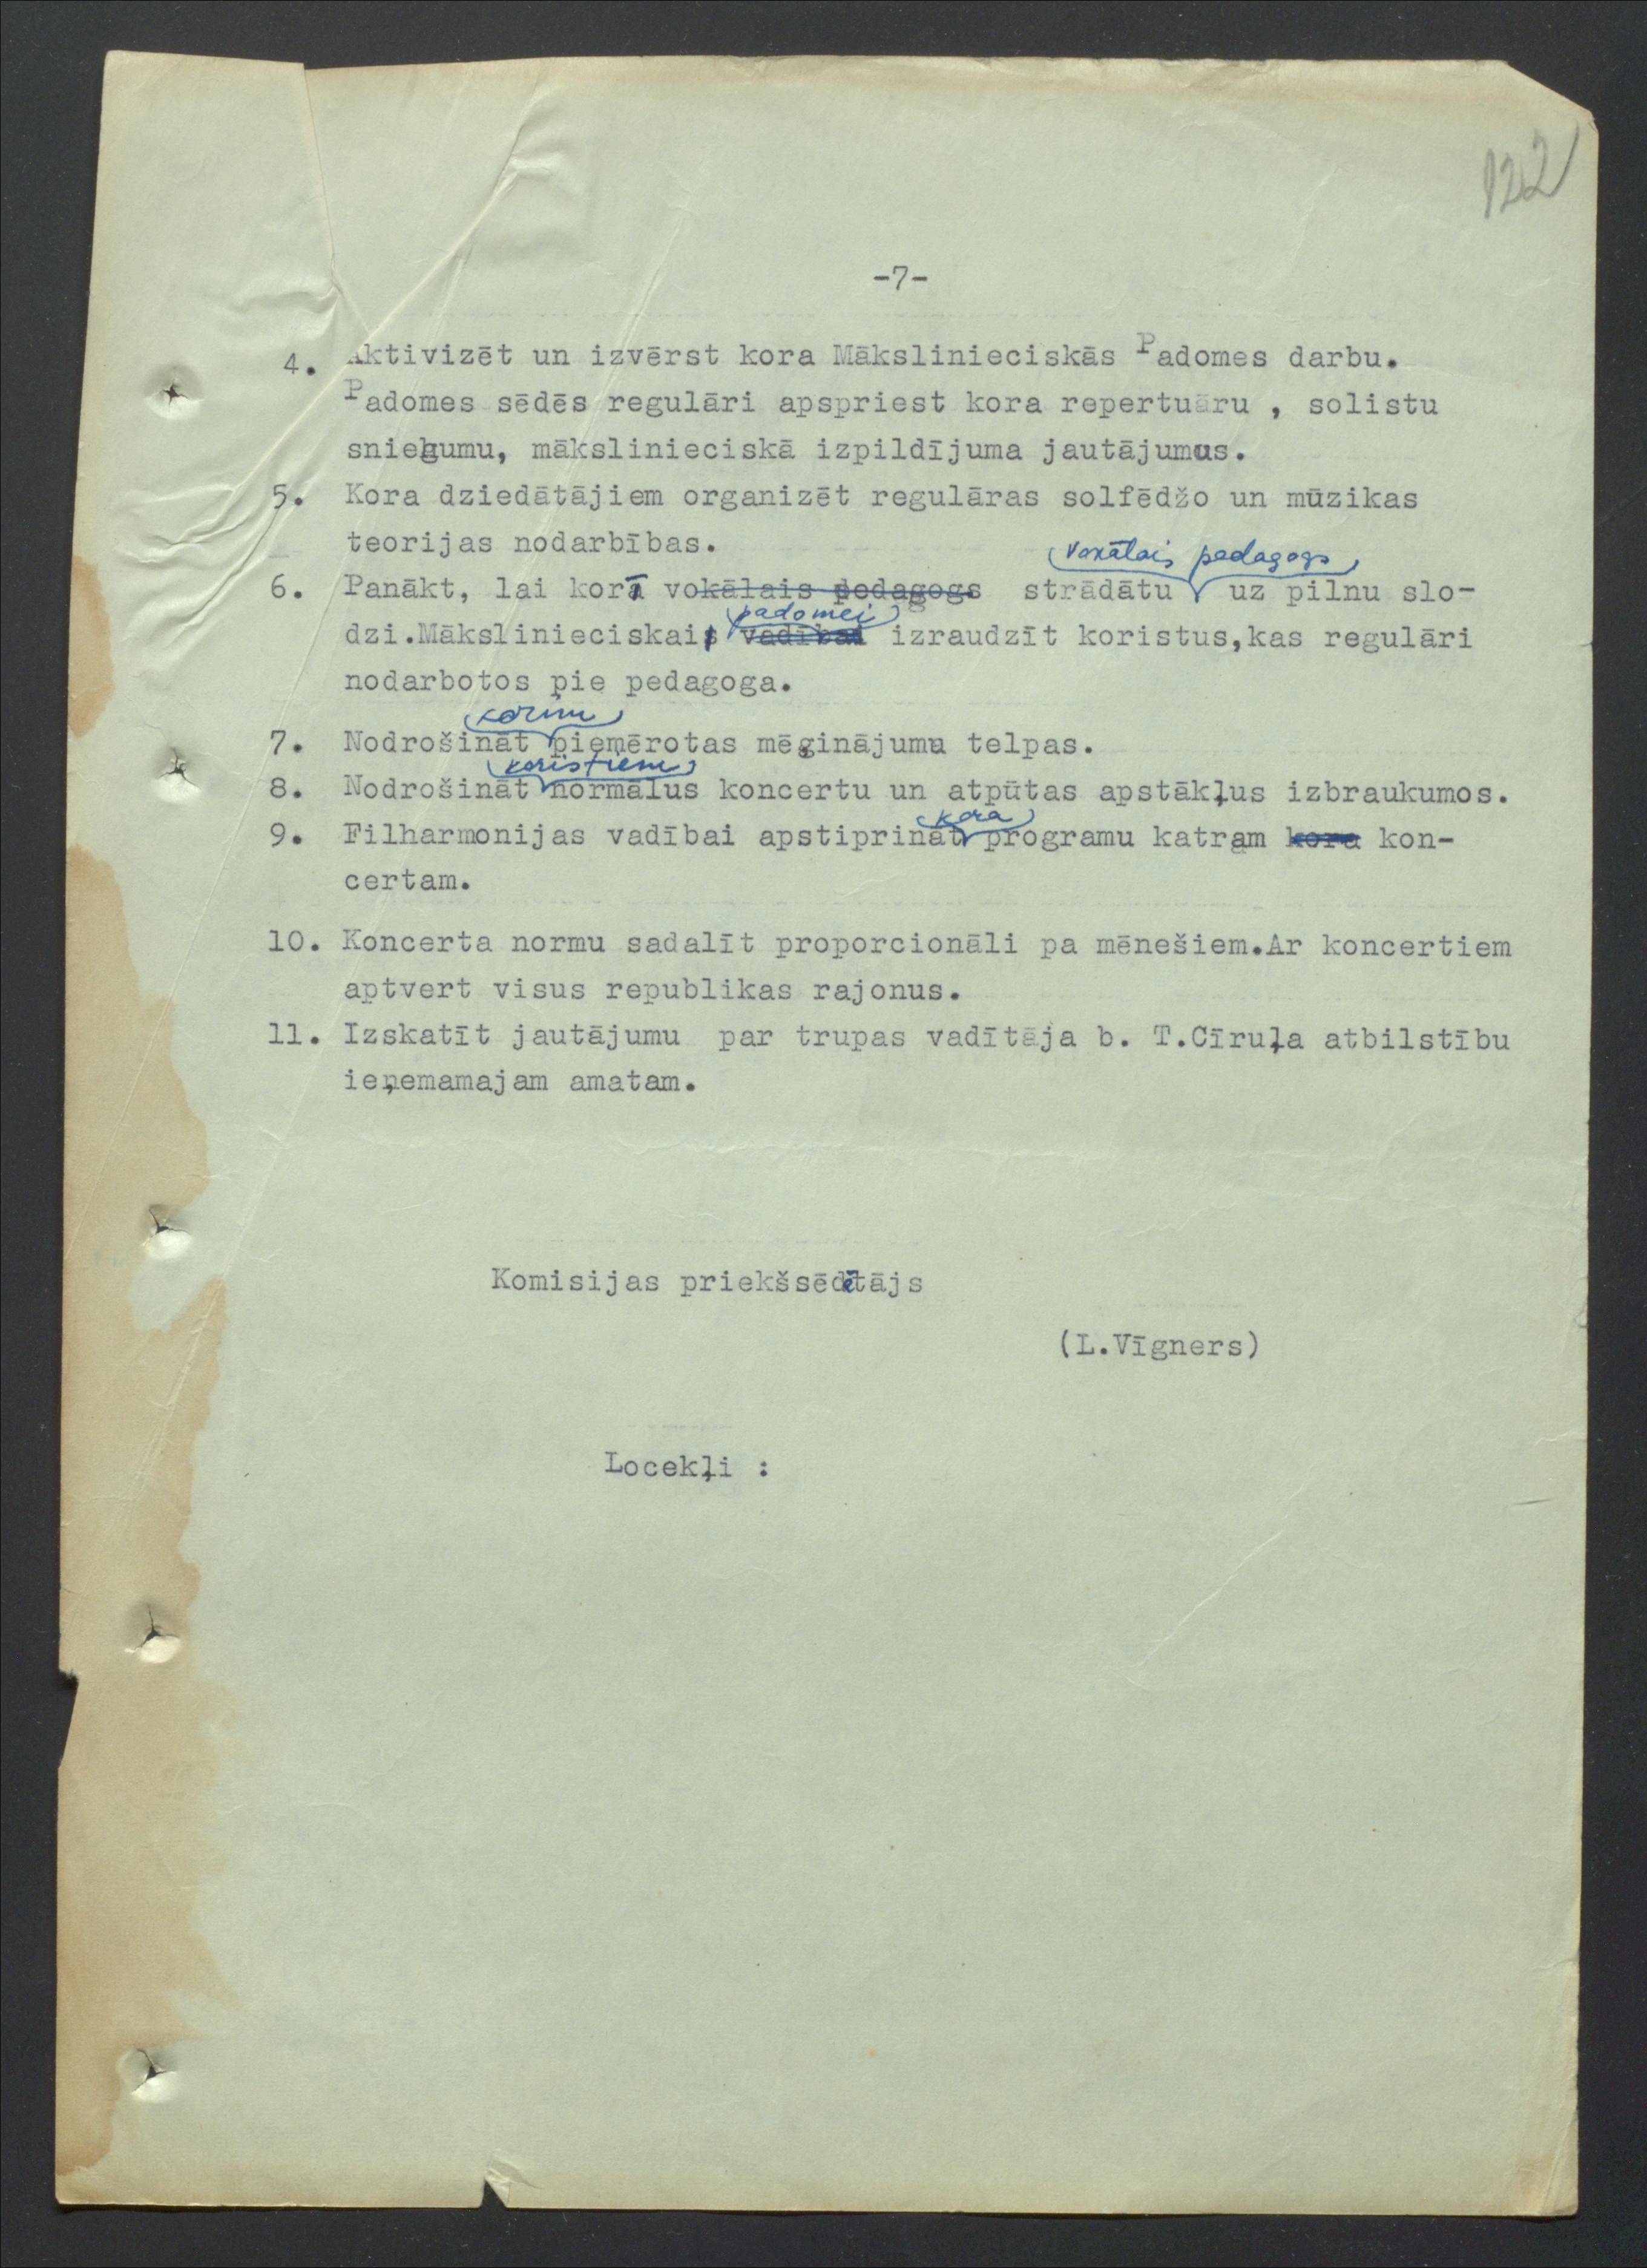 122
-7-
4. Aktivizēt un izvērst kora Mākslinieciskās Padomes darbu.
Padomes sēdēs regulāri apspriest kora repertuāru , solistu
sniegumu, mākslinieciskā izpildījuma jautājumus.
5. Kora dziedātājiem organizēt regulāras solfēdžo un mūzikas
teorijas nodarbības.
vokālais pedagogs
6. Panākt, lai korī vokālais pedagogs strādātu uz pilnu slo-
padomei
dzi.Mākslinieciskai vadībai izraudzīt koristus,kas regulāri
nodarbotos pie pedagoga.
korim
7. Nodrošināt piemērotas mēģinājumu telpas.
koristiem
8. Nodrošināt normālus koncertu un atpūtas apstākļus izbraukumos.
kora
9. Filharmonijas vadībai apstiprināt programu katram kora kon-
certam.
10. Koncerta normu sadalīt proporcionāli pa mēnešiem.Ar koncertiem
aptvert visus republikas rajonus.
11. Izskatīt jautājumu par trupas vadītāja b. T.Cīruļa atbilstību
ieņemamajam amatam.
Komisijas priekšsēdētājs
(L.Vīgners)
Locekļi :